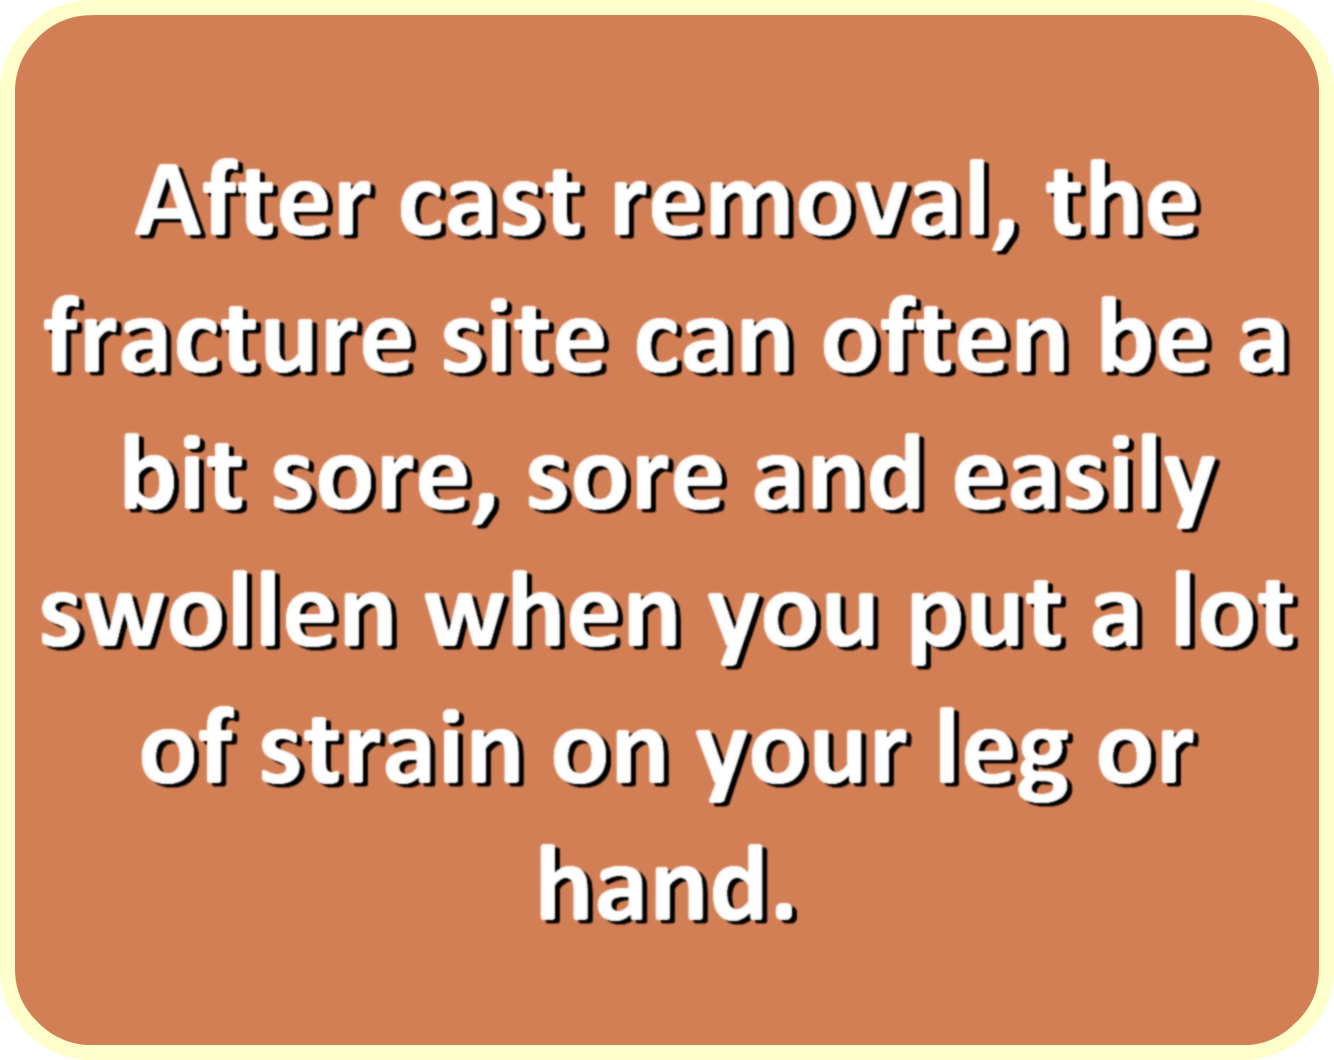 After cast removal, the
fracture site can often be a
bit sore, sore and easily
swollen when you put a lot
of strain on your leg or
hand.